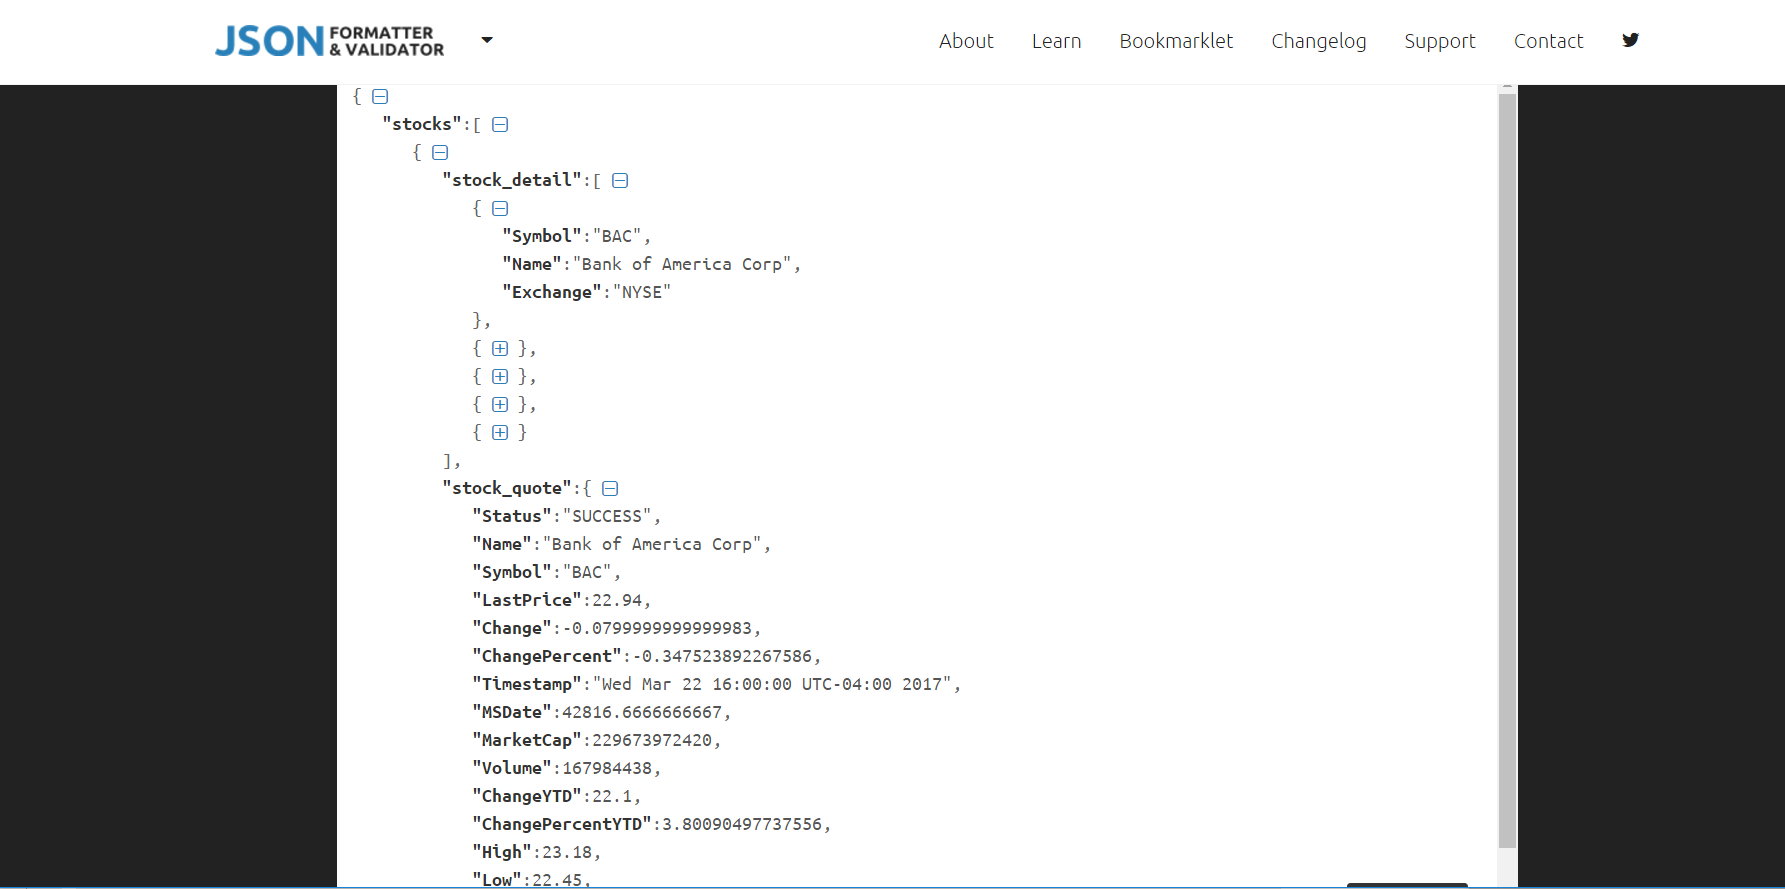 JSON FORMATTER & VALIDATOR
About Learn Bookmarklet Changelog Support Contact
{
"stocks":[
{
"stock_detail":[
{
"Symbol":"BAC",
"Name":"Bank of America Corp",
"Exchange":"NYSE"
},
{ },
{ },
{ },
{ }
],
"stock_quote":{
"Status":"SUCCESS",
"Name":"Bank of America Corp",
"Symbol":"BAC",
"LastPrice":22.94,
"Change":-0.0799999999999983,
"ChangePercent":-0.347523892267586,
"Timestamp":"Wed Mar 22 16:00:00 UTC-04:00 2017",
"MSDate":42816.6666666667,
"MarketCap":229673972420,
"Volume":167984438,
"ChangeYTD":22.1,
"ChangePercentYTD":3.80090497737556,
"High":23.18,
"Low":22.45,